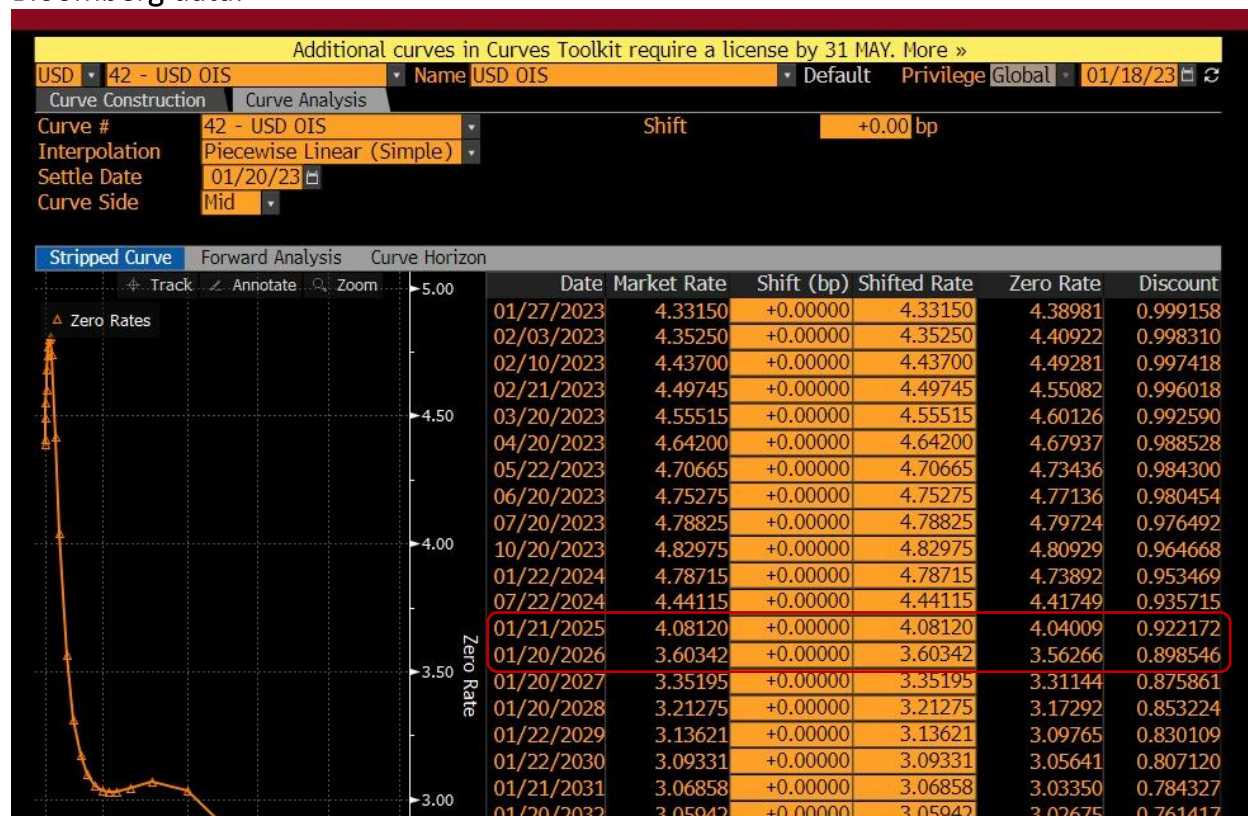 Additional curves in Curves Toolkit require a license by 31 MAY. More »
USD 42 - USD OIS Name USD OIS Default Privilege Global 01/18/23
Curve Construction Curve Analysis
Curve # 42 - USD OIS Shift +0.00 bp
Interpolation Piecewise Linear (Simple)
Settle Date 01/20/23
Curve Side Mid
Stripped Curve Forward Analysis Curve Horizon
Track Annotate Zoom 5.00 Date Market Rate Shift (bp) Shifted Rate Zero Rate Discount
Zero Rates
01/27/2023 4.33150 +0.00000 4.33150 4.38981 0.999158
02/03/2023 4.35250 +0.00000 4.35250 4.40922 0.998310
02/10/2023 4.43700 +0.00000 4.43700 4.49281 0.997418
02/21/2023 4.49745 +0.00000 4.49745 4.55082 0.996018
4.50 03/20/2023 4.55515 +0.00000 4.55515 4.60126 0.992590
04/20/2023 4.64200 +0.00000 4.64200 4.67937 0.988528
05/22/2023 4.70665 +0.00000 4.70665 4.73436 0.984300
06/20/2023 4.75275 +0.00000 4.75275 4.77136 0.980454
07/20/2023 4.78825 +0.00000 4.78825 4.79724 0.976492
4.00 10/20/2023 4.82975 +0.00000 4.82975 4.80929 0.964668
01/22/2024 4.78715 +0.00000 4.78715 4.73892 0.953469
07/22/2024 4.44115 +0.00000 4.44115 4.41749 0.935715
01/21/2025 4.08120 +0.00000 4.08120 4.04009 0.922172
01/20/2026 3.60342 +0.00000 3.60342 3.56266 0.898546
3.50 01/20/2027 3.35195 +0.00000 3.35195 3.31144 0.875861
Zero Rate
01/20/2028 3.21275 +0.00000 3.21275 3.17292 0.853224
01/22/2029 3.13621 +0.00000 3.13621 3.09765 0.830109
01/22/2030 3.09331 +0.00000 3.09331 3.05641 0.807120
01/21/2031 3.06858 +0.00000 3.06858 3.03350 0.784327
3.00 01/20/2032 3.05942 +0.00000 3.05942 3.02675 0.761417